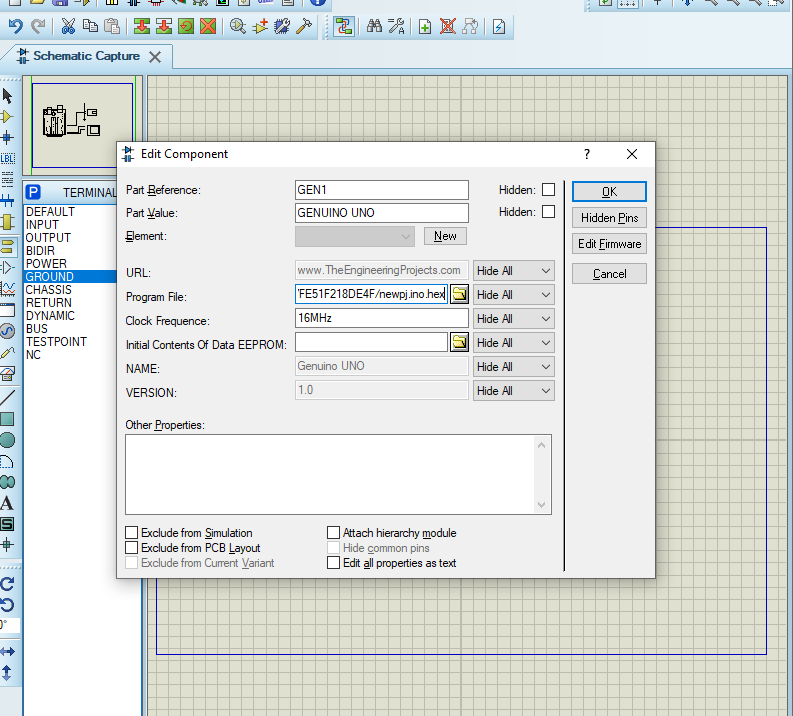 Schematic Capture
LBL
P TERMINAL
DEFAULT
INPUT
OUTPUT
BIDIR
POWER
GROUND
CHASSIS
RETURN
DYNAMIC
BUS
TESTPOINT
NC
A
S
0°
Edit Component ?
Part Reference: GEN1 Hidden:
Part Value: GENUINO UNO Hidden:
Element: New
URL: www.TheEngineeringProjects.com Hide All
Program File: 'FE51F218DE4F/newpj.ino.hex Hide All
Clock Frequence: 16MHz Hide All
Initial Contents Of Data EEPROM: Hide All
NAME: Genuino UNO Hide All
VERSION: 1.0 Hide All
Other Properties:
Exclude from Simulation Attach hierarchy module
Exclude from PCB Layout Hide common pins
Exclude from Current Variant Edit all properties as text
OK
Hidden Pins
Edit Firmware
Cancel